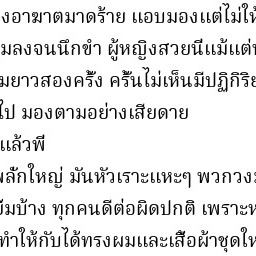 งอาฆาตมาดร้าย แอบมองแต่ไม่ให้
มลงจนนึกขำ ผู้หญิงสวยนี่แม้แต่
มยาวสองครั้ง ครั้นไม่เห็นมีปฏิกิริย
ไป มองตามอย่างเสียดาย
แล้วพี
พลักใหญ่ มันหัวเราะแหะๆ พวกวง
ยิ้มบ้าง ทุกคนดีต่อผิดปกติ เพราะห
ทำให้กับได้ทรงผมและเสื้อผ้าชุดให